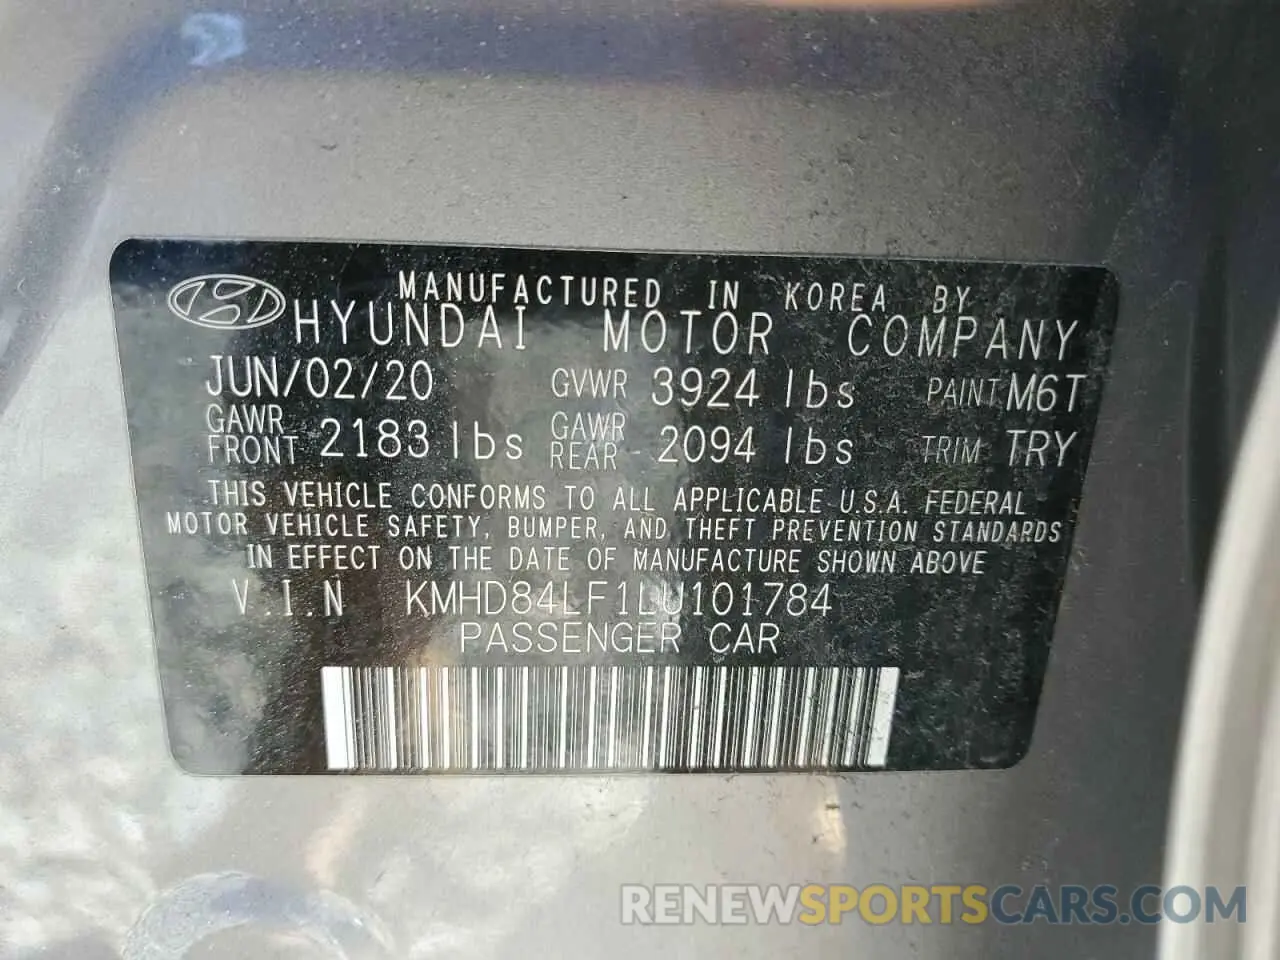 MANUFACTURED IN KOREA BY
HYUNDAI MOTOR COMPANY
JUN/02/20 GVWR 3924 lbs PAINT M6T
GAWR FRONT 2183 lbs GAWR REAR 2094 lbs TRIM TRY
THIS VEHICLE CONFORMS TO ALL APPLICABLE U.S.A. FEDERAL
MOTOR VEHICLE SAFETY, BUMPER, AND THEFT PREVENTION STANDARDS
IN EFFECT ON THE DATE OF MANUFACTURE SHOWN ABOVE
V.I.N KMHD84LF1LU101784
PASSENGER CAR
RENEWSPORTSCARS.COM